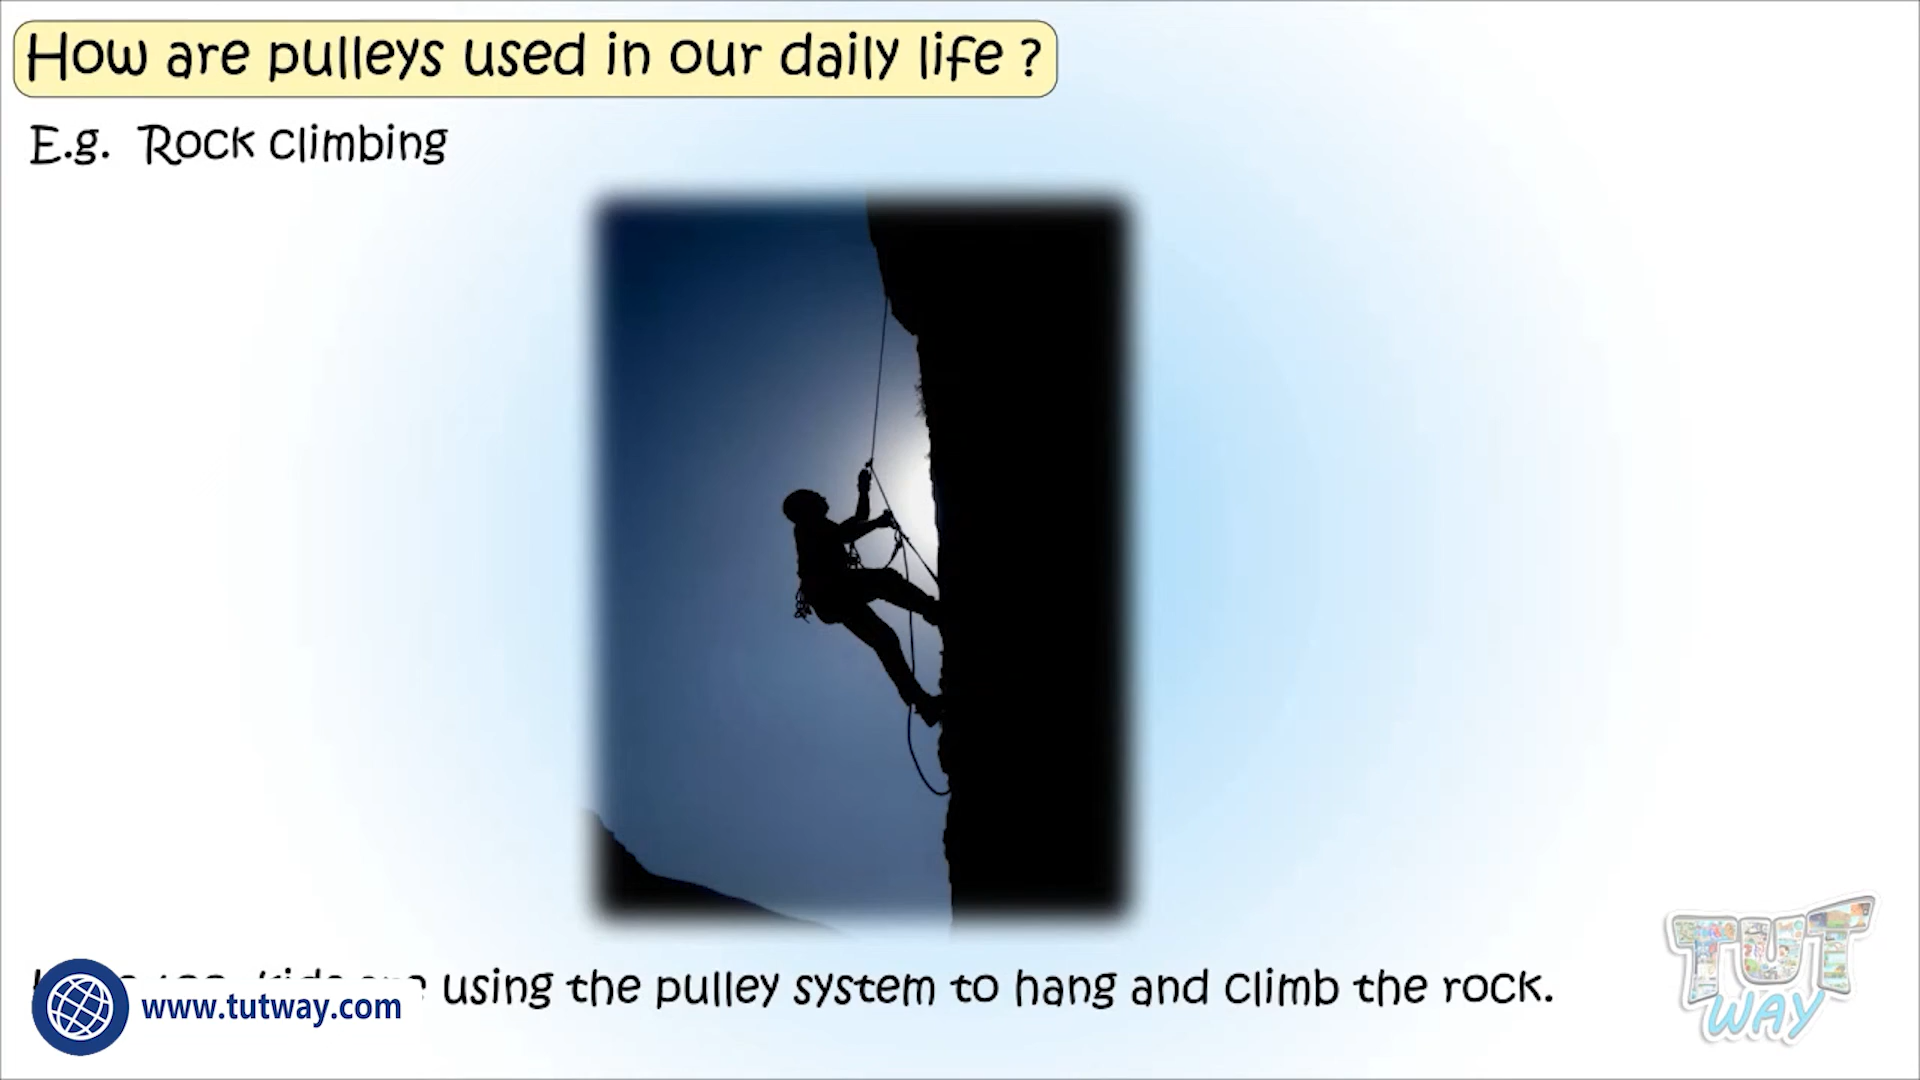 How are pulleys used in our daily life ?
E.g. Rock climbing
using the pulley system to hang and climb the rock.
www.tutway.com
TUT
WAY